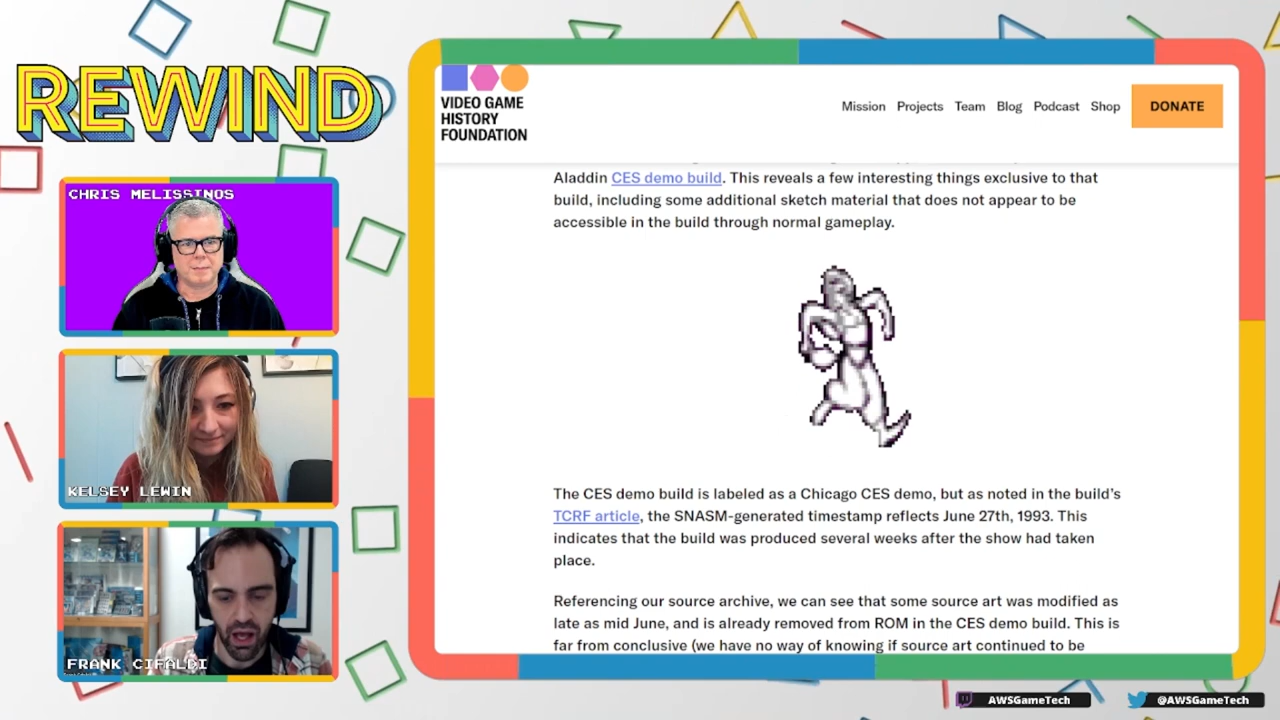 REWIND
CHRIS MELISSINOS
KELSEY LEWIN
FRANK CIFALDI
VIDEO GAME
HISTORY
FOUNDATION
Mission Projects Team Blog Podcast Shop DONATE
Aladdin CES demo build. This reveals a few interesting things exclusive to that
build, including some additional sketch material that does not appear to be
accessible in the build through normal gameplay.
The CES demo build is labeled as a Chicago CES demo, but as noted in the build’s
TCRF article, the SNASM-generated timestamp reflects June 27th, 1993. This
indicates that the build was produced several weeks after the show had taken
place.
Referencing our source archive, we can see that some source art was modified as
late as mid June, and is already removed from ROM in the CES demo build. This is
far from conclusive (we have no way of knowing if source art continued to be
AWSGameTech
@AWSGameTech